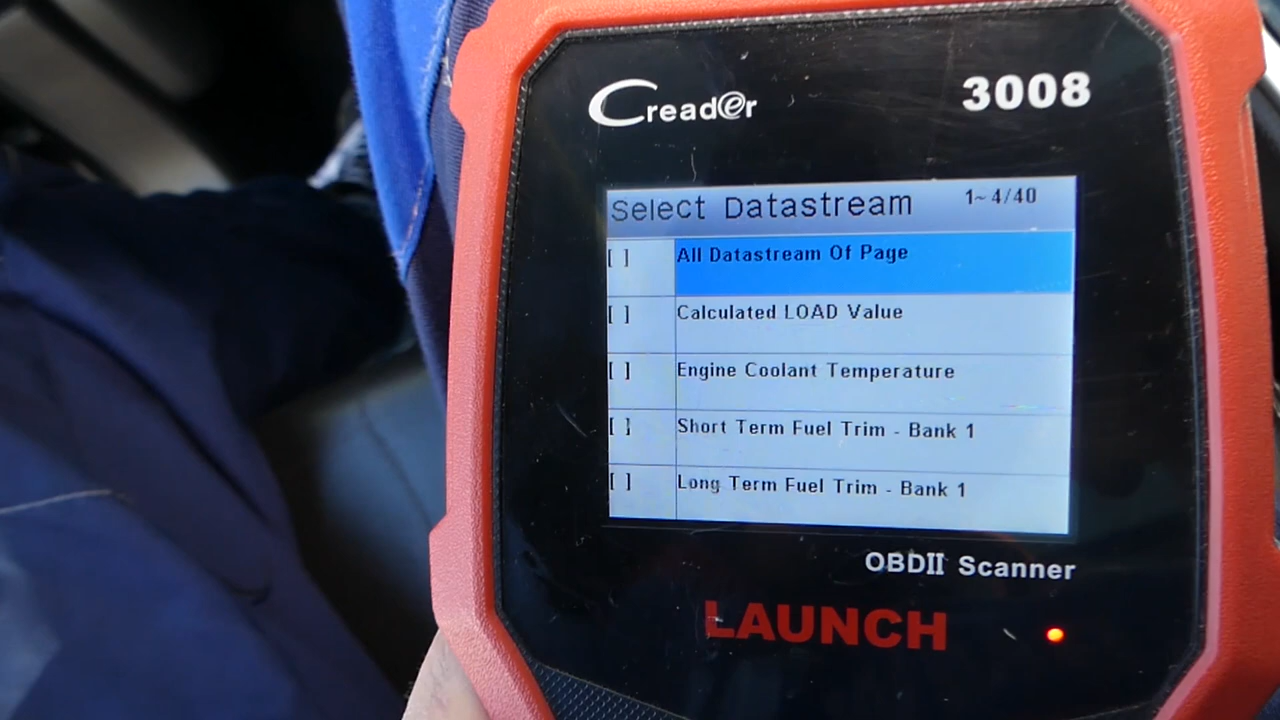 Creader 3008
Select Datastream 1~4/40
[ ] All Datastream Of Page
[ ] Calculated LOAD Value
[ ] Engine Coolant Temperature
[ ] Short Term Fuel Trim - Bank 1
[ ] Long Term Fuel Trim - Bank 1
OBDII Scanner
LAUNCH